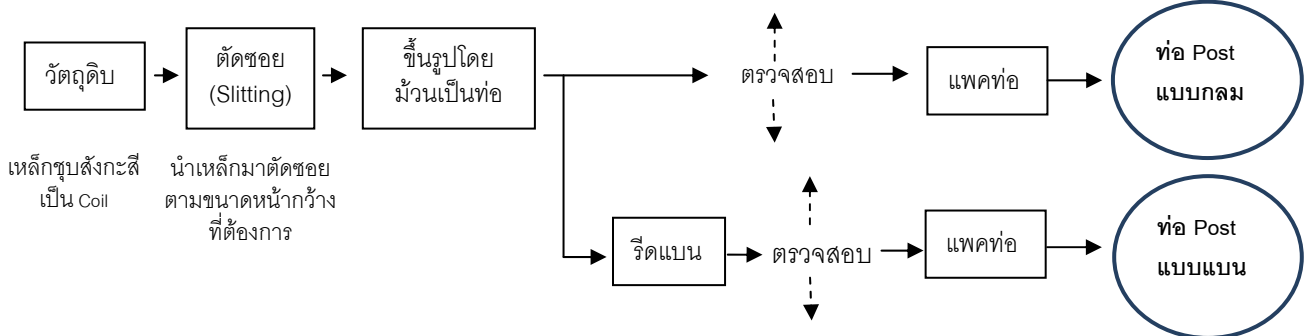 วัตถุดิบ
ตัดซอย
(Slitting)
ขึ้นรูปโดย
ม้วนเป็นท่อ
ตรวจสอบ
แพคท่อ
ท่อ Post
แบบกลม
เหล็กชุบสังกะสี
เป็น Coil
นำเหล็กมาตัดซอย
ตามขนาดหน้ากว้าง
ที่ต้องการ
รีดแบน
ตรวจสอบ
แพคท่อ
ท่อ Post
แบบแบน